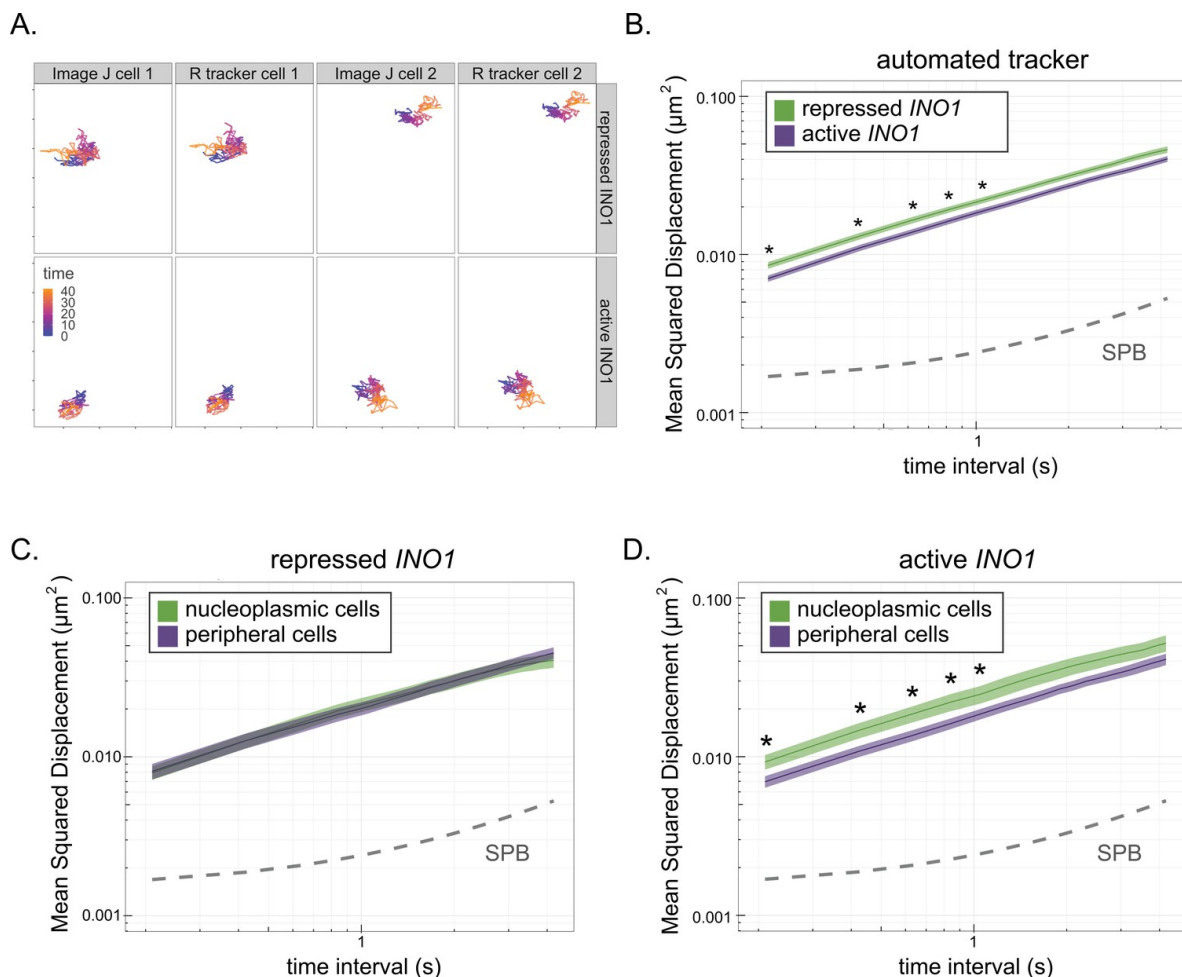 A.
Image J cell 1
R tracker cell 1
Image J cell 2
R tracker cell 2
repressed INO1
active INO1
time
40
30
20
10
0
B.
automated tracker
repressed INO1
active INO1
* * * * *
SPB
0.100
0.010
0.001
Mean Squared Displacement (µm²)
1
time interval (s)
C.
repressed INO1
nucleoplasmic cells
peripheral cells
SPB
0.100
0.010
0.001
Mean Squared Displacement (µm²)
1
time interval (s)
D.
active INO1
nucleoplasmic cells
peripheral cells
* * * * *
SPB
0.100
0.010
0.001
Mean Squared Displacement (µm²)
1
time interval (s)